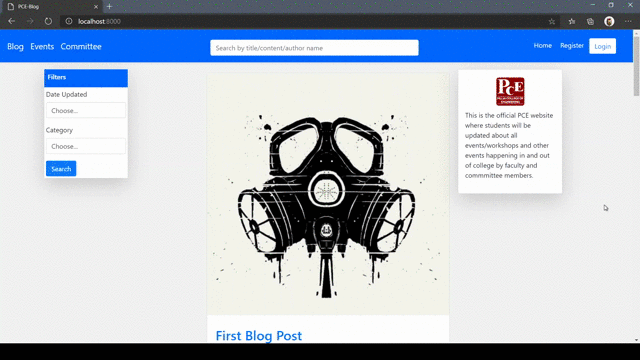 PCE-Blog
localhost:8000
Blog Events Committee
Search by title/content/author name
Home Register Login
Filters
Date Updated
Choose...
Category
Choose...
Search
PCE
This is the official PCE website
where students will be
updated about all
events/workshops and other
events happening in and out
of college by faculty and
committee members.
First Blog Post